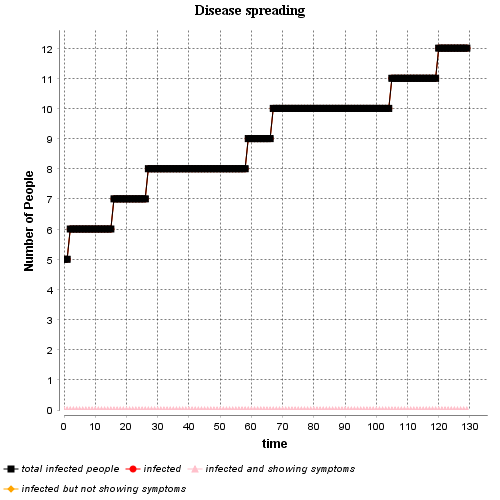 Disease spreading
Number of People
12
11
10
9
8
7
6
5
4
3
2
1
0
0 10 20 30 40 50 60 70 80 90 100 110 120 130
time
total infected people infected infected and showing symptoms
infected but not showing symptoms